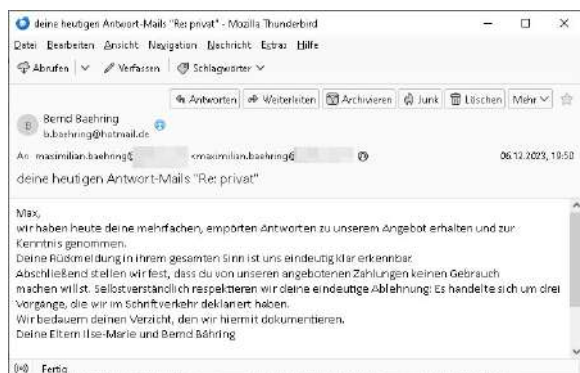 deine heutigen Antwort-Mails "Re: privat" - Mozilla Thunderbird
Datei Bearbeiten Ansicht Navigation Nachricht Extras Hilfe
Abrufen Verfassen Schlagwörter
Antworten Weiterleiten Archivieren Junk Löschen Mehr
B Bernd Baehring
b.baehring@hotmail.de
An maximilian.baehring@ <maximilian.baehring@ 06.12.2023, 19:50
deine heutigen Antwort-Mails "Re: privat"
Max,
wir haben heute deine mehrfachen, empörten Antworten zu unserem Angebot erhalten und zur
Kenntnis genommen.
Deine Rückmeldung in ihrem gesamten Sinn ist uns eindeutig klar erkennbar.
Abschließend stellen wir fest, dass du von unseren angebotenen Zahlungen keinen Gebrauch
machen willst. Selbstverständlich respektieren wir deine eindeutige Ablehnung: Es handelte sich um drei
Vorgänge, die wir im Schriftverkehr deklariert haben.
Wir bedauern deinen Verzicht, den wir hiermit dokumentieren.
Deine Eltern Ilse-Marie und Bernd Bähring
Fertig